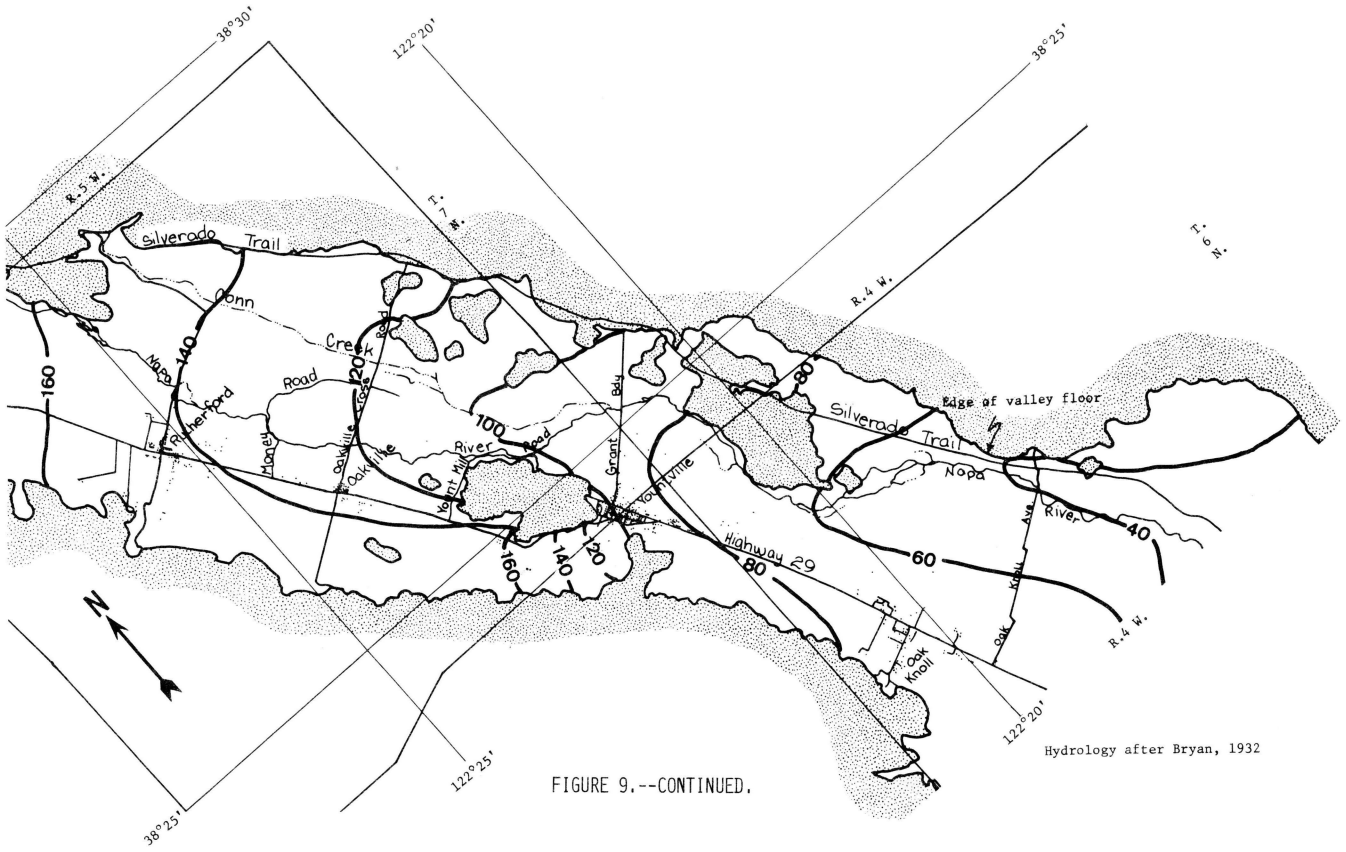 38°30'
122°20'
38°25'
R.5 W.
T.
7
N.
T.
6
N.
R.4 W.
Silverado Trail
Conn
Creek
160
140
120
100
80
Napa
Rutherford
Road
Money
Oakville Cross
Road
Oakville
River
Yount Mill
Road
Grant Bdy
Yountville
Edge of valley floor
Silverado Trail
Napa
River
Oak Knoll Ave
40
60
80
Highway 29
160
140
120
Oak
Knoll
R.4 W.
N
122°20'
122°25'
38°25'
Hydrology after Bryan, 1932
FIGURE 9.--CONTINUED.